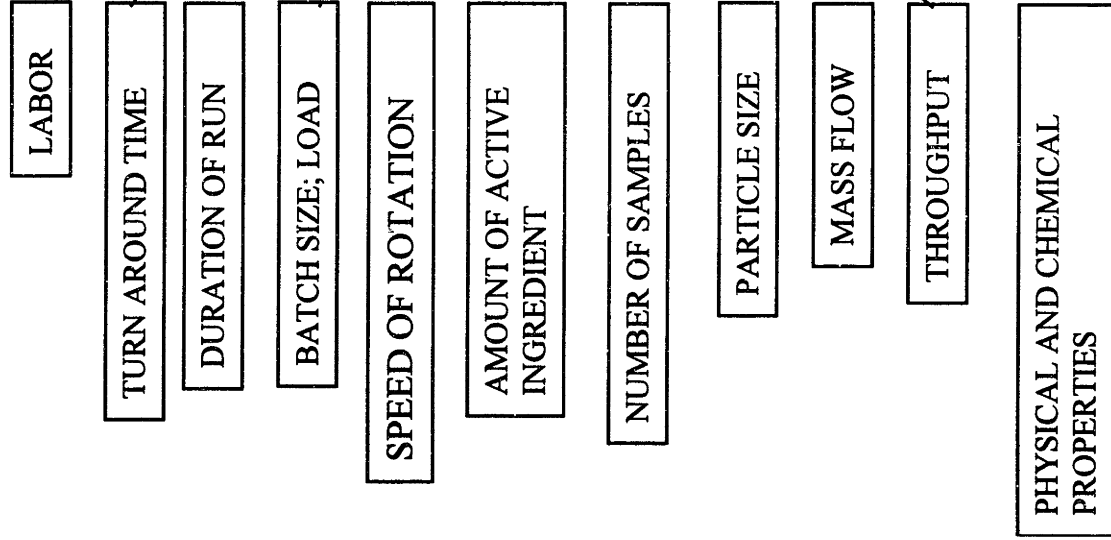 LABOR
TURN AROUND TIME
DURATION OF RUN
BATCH SIZE; LOAD
SPEED OF ROTATION
AMOUNT OF ACTIVE
INGREDIENT
NUMBER OF SAMPLES
PARTICLE SIZE
MASS FLOW
THROUGHPUT
PHYSICAL AND CHEMICAL
PROPERTIES